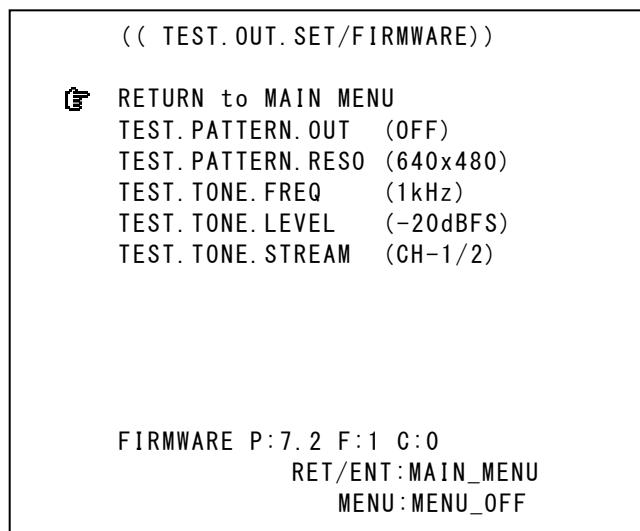 (( TEST.OUT.SET/FIRMWARE))
☞ RETURN to MAIN MENU
TEST.PATTERN.OUT (OFF)
TEST.PATTERN.RESO (640x480)
TEST.TONE.FREQ (1kHz)
TEST.TONE.LEVEL (-20dBFS)
TEST.TONE.STREAM (CH-1/2)
FIRMWARE P:7.2 F:1 C:0
RET/ENT:MAIN_MENU
MENU:MENU_OFF